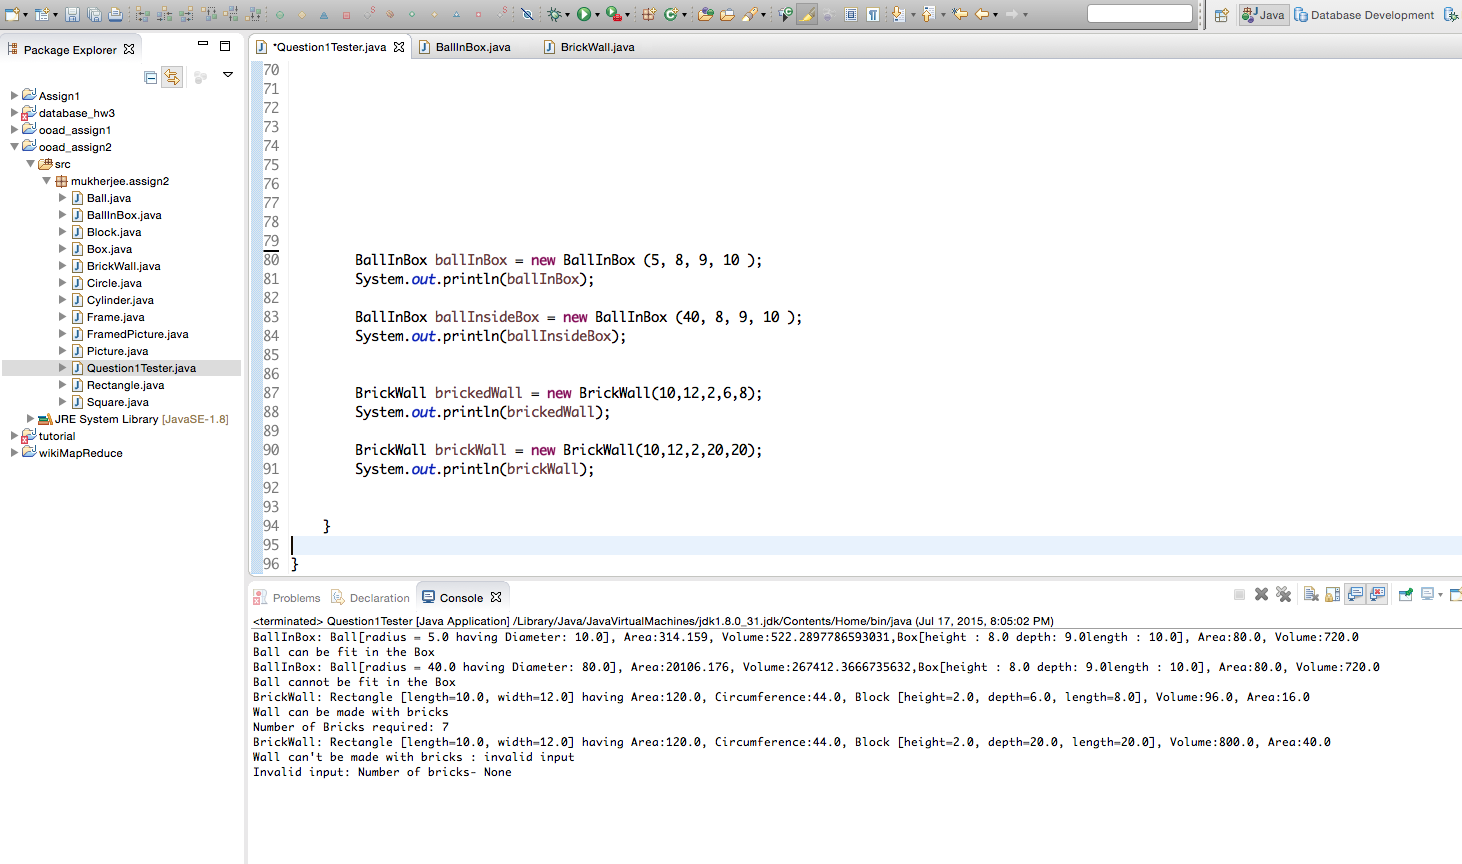 Java
Database Development
Package Explorer
*Question1Tester.java
BallInBox.java
BrickWall.java
Assign1
database_hw3
ooad_assign1
ooad_assign2
src
mukherjee.assign2
Ball.java
BallInBox.java
Block.java
Box.java
BrickWall.java
Circle.java
Cylinder.java
Frame.java
FramedPicture.java
Picture.java
Question1Tester.java
Rectangle.java
Square.java
JRE System Library [JavaSE-1.8]
tutorial
wikiMapReduce
70
71
72
73
74
75
76
77
78
79
80 BallInBox ballInBox = new BallInBox (5, 8, 9, 10 );
81 System.out.println(ballInBox);
82
83 BallInBox ballInsideBox = new BallInBox (40, 8, 9, 10 );
84 System.out.println(ballInsideBox);
85
86
87 BrickWall brickedWall = new BrickWall(10,12,2,6,8);
88 System.out.println(brickedWall);
89
90 BrickWall brickWall = new BrickWall(10,12,2,20,20);
91 System.out.println(brickWall);
92
93
94 }
95
96 }
Problems Declaration Console
<terminated> Question1Tester [Java Application] /Library/Java/JavaVirtualMachines/jdk1.8.0_31.jdk/Contents/Home/bin/java (Jul 17, 2015, 8:05:02 PM)
BallInBox: Ball[radius = 5.0 having Diameter: 10.0], Area:314.159, Volume:522.2897786593031,Box[height : 8.0 depth: 9.0length : 10.0], Area:80.0, Volume:720.0
Ball can be fit in the Box
BallInBox: Ball[radius = 40.0 having Diameter: 80.0], Area:20106.176, Volume:267412.3666735632,Box[height : 8.0 depth: 9.0length : 10.0], Area:80.0, Volume:720.0
Ball cannot be fit in the Box
BrickWall: Rectangle [length=10.0, width=12.0] having Area:120.0, Circumference:44.0, Block [height=2.0, depth=6.0, length=8.0], Volume:96.0, Area:16.0
Wall can be made with bricks
Number of Bricks required: 7
BrickWall: Rectangle [length=10.0, width=12.0] having Area:120.0, Circumference:44.0, Block [height=2.0, depth=20.0, length=20.0], Volume:800.0, Area:40.0
Wall can't be made with bricks : invalid input
Invalid input: Number of bricks- None